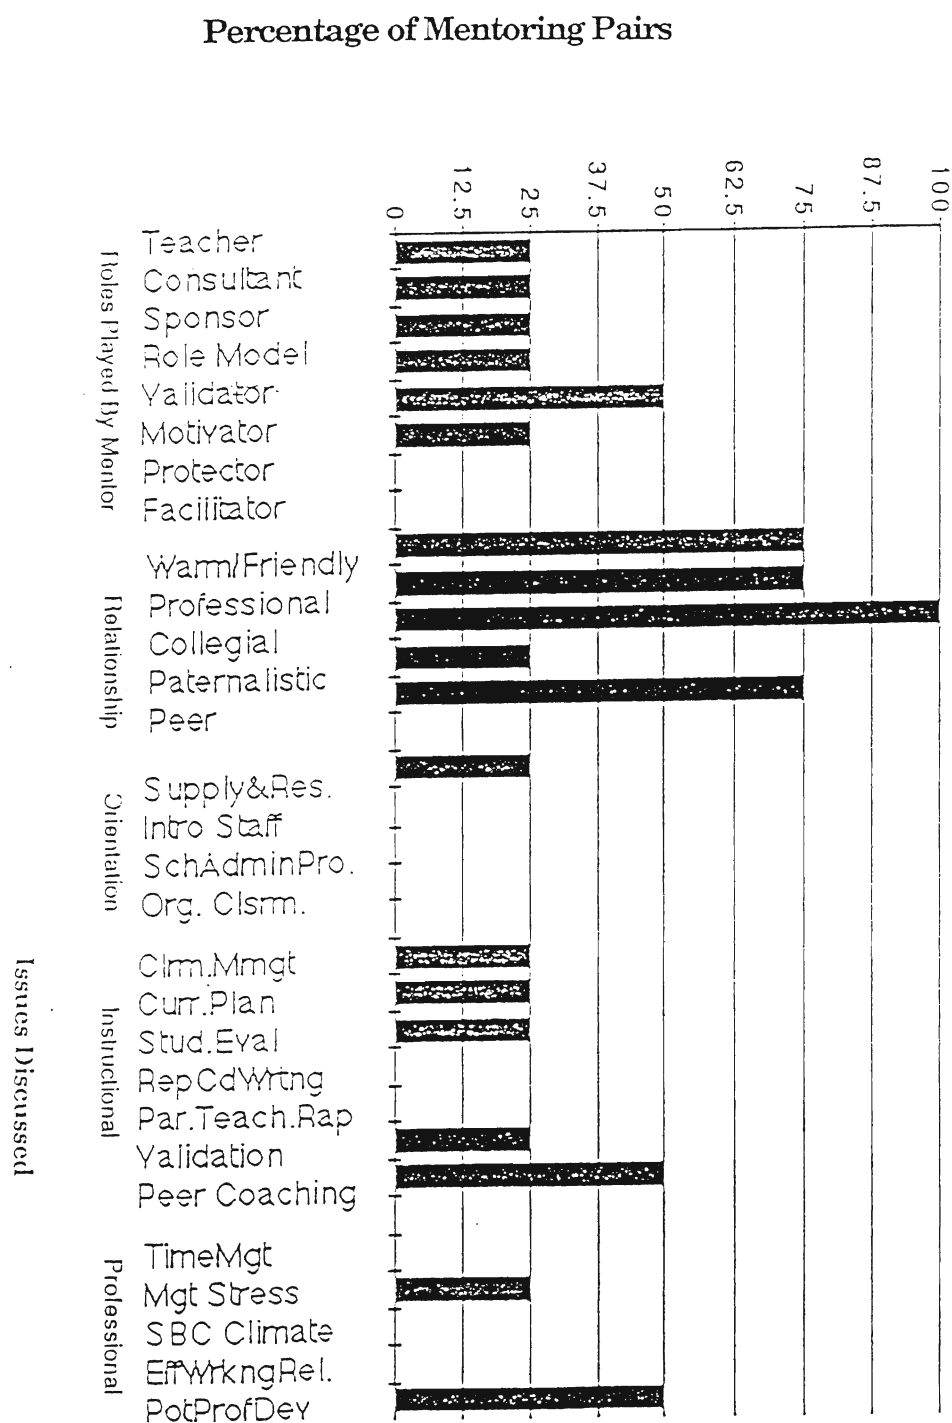 Percentage of Mentoring Pairs
0
12.5
25
37.5
50
62.5
75
87.5
100
Roles Played By Mentor
Teacher
Consultant
Sponsor
Role Model
Validator
Motivator
Protector
Facilitator
Relationship
Warm/Friendly
Professional
Collegial
Paternalistic
Peer
Issues Discussed
Orientation
Supply&Res.
Intro Staff
SchAdminPro.
Org. Clsrm.
Instructional
Clrm.Mmgt
Curr.Plan
Stud.Eval
RepCdWrtng
Par.Teach.Rap
Validation
Peer Coaching
Professional
TimeMgt
Mgt Stress
SBC Climate
EffWrkngRel.
PotProfDev